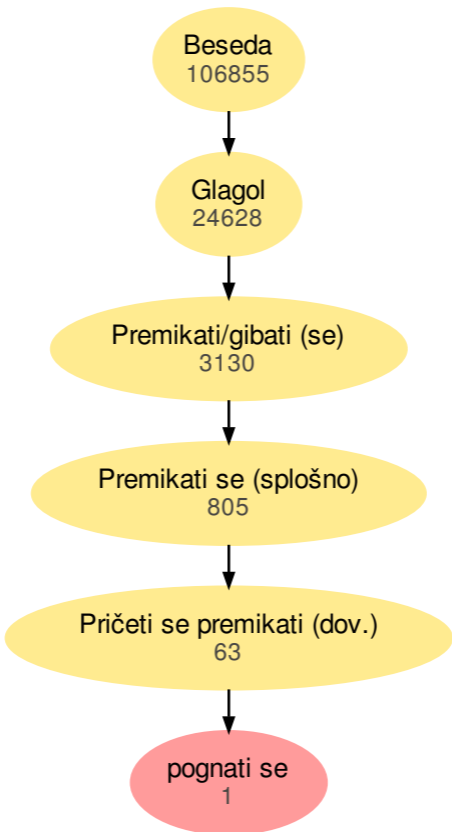 Beseda
106855
Glagol
24628
Premikati/gibati (se)
3130
Premikati se (splošno)
805
Pričeti se premikati (dov.)
63
pognati se
1